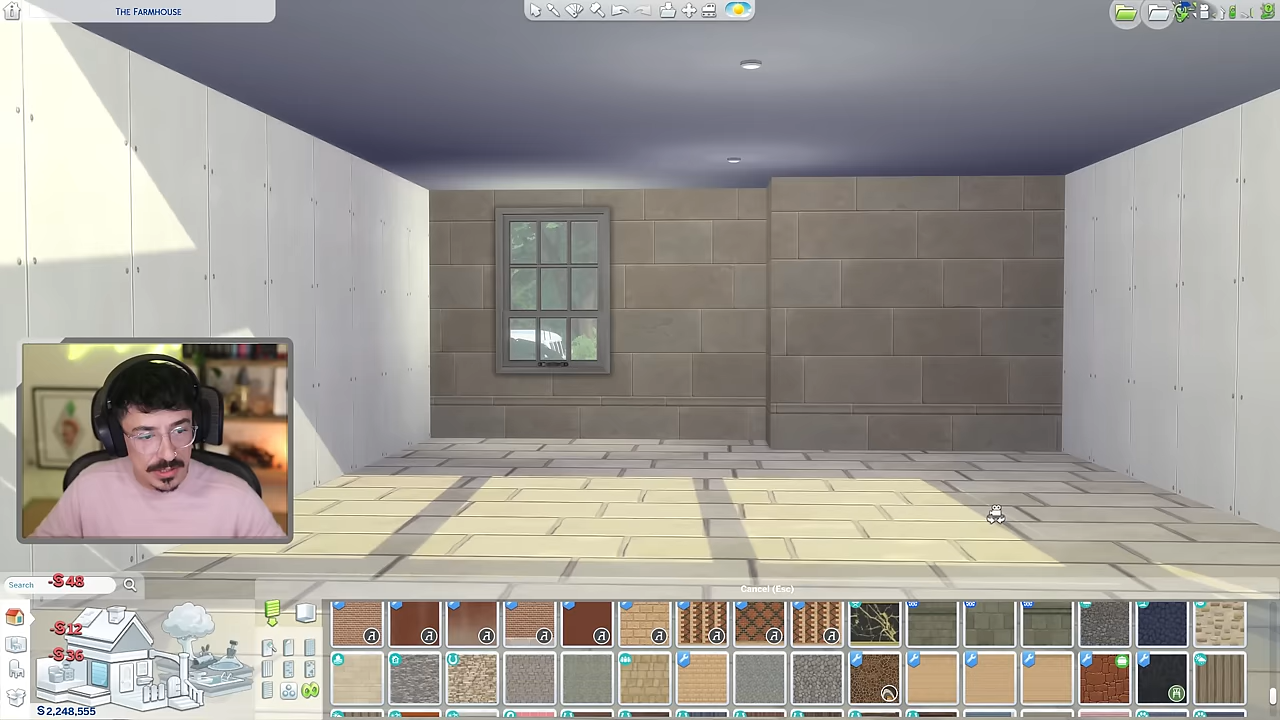 THE FARMHOUSE
Cancel (Esc)
Search
-§48
-§12
-§36
§2,248,555